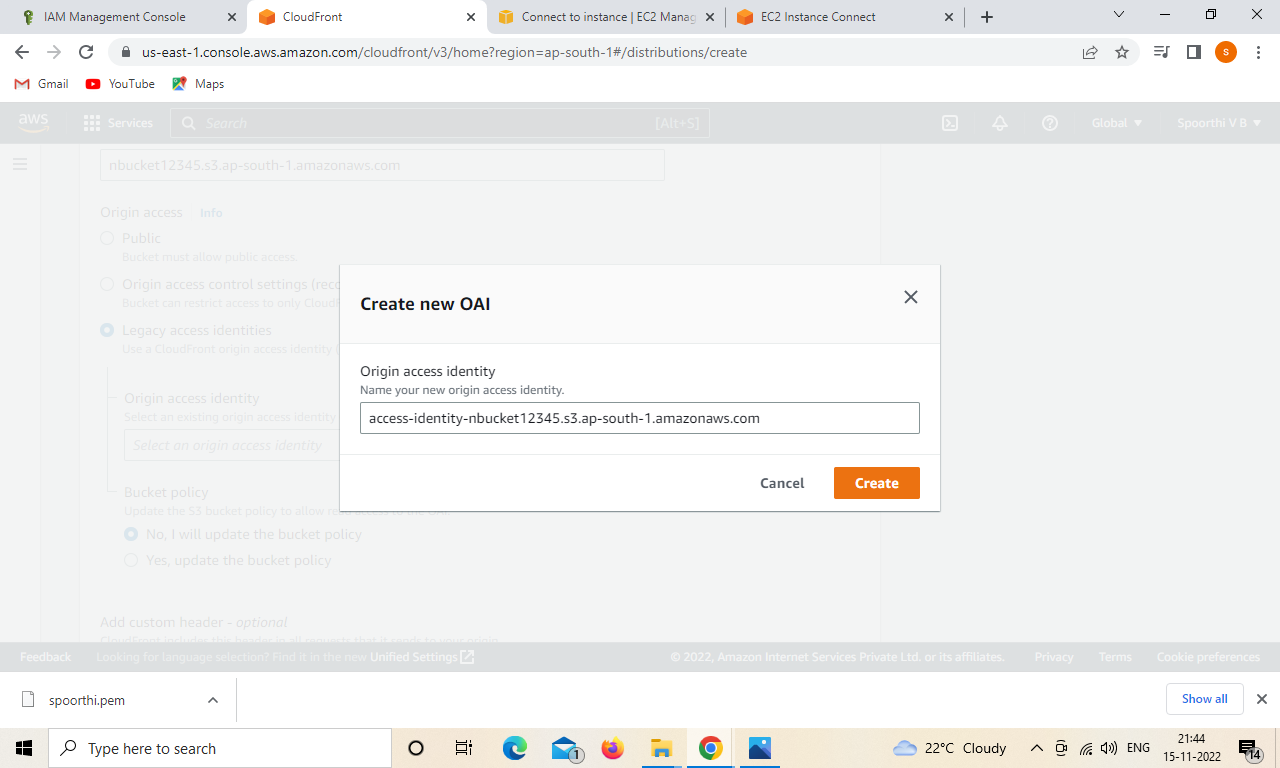 IAM Management Console
CloudFront
Connect to instance | EC2 Manag
EC2 Instance Connect
us-east-1.console.aws.amazon.com/cloudfront/v3/home?region=ap-south-1#/distributions/create
S
Gmail
YouTube
Maps
aws
Services
Search
[Alt+S]
Global
Spoorthi V B
nbucket12345.s3.ap-south-1.amazonaws.com
Origin access
Info
Public
Bucket must allow public access.
Origin access control settings (reco
Bucket can restrict access to only CloudF
Legacy access identities
Use a CloudFront origin access identity (
Origin access identity
Select an existing origin access identity
Select an origin access identity
Bucket policy
Update the S3 bucket policy to allow read access to the OAI.
No, I will update the bucket policy
Yes, update the bucket policy
Add custom header - optional
CloudFront includes this header in all requests that it sends to your origin.
Create new OAI
Origin access identity
Name your new origin access identity.
access-identity-nbucket12345.s3.ap-south-1.amazonaws.com
Cancel
Create
Feedback
Looking for language selection? Find it in the new Unified Settings
© 2022, Amazon Internet Services Private Ltd. or its affiliates.
Privacy
Terms
Cookie preferences
spoorthi.pem
Show all
Type here to search
1
22°C Cloudy
ENG
21:44
15-11-2022
14